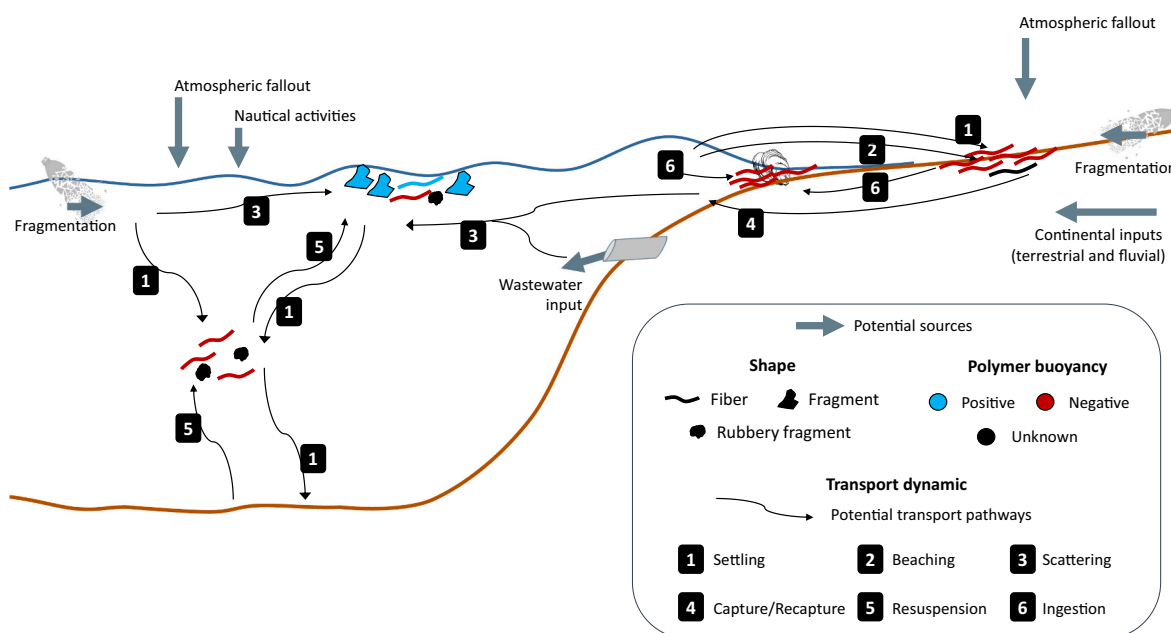 Atmospheric fallout
Atmospheric fallout
Nautical activities
1
2
6
Fragmentation
6
Fragmentation
3
4
3
5
Continental inputs
(terrestrial and fluvial)
1
Wastewater
input
1
5
1
Potential sources
Shape
Polymer buoyancy
Fiber
Fragment
Positive
Negative
Rubbery fragment
Unknown
Transport dynamic
Potential transport pathways
1 Settling
2 Beaching
3 Scattering
4 Capture/Recapture
5 Resuspension
6 Ingestion